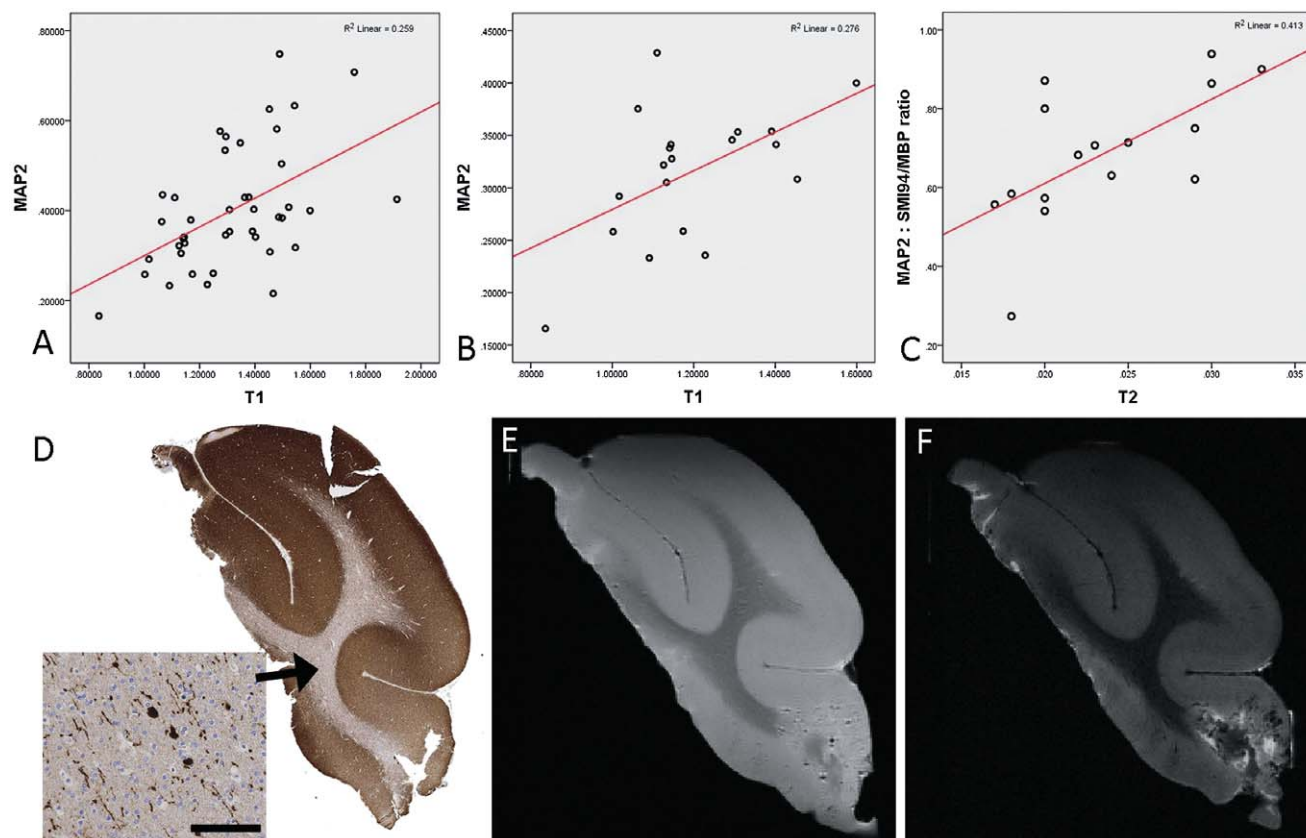 R² Linear = 0.259
.80000
.60000
.40000
.20000
MAP2
A
.80000
1.00000
1.20000
1.40000
1.60000
1.80000
2.00000
T1
R² Linear = 0.276
.45000
.40000
.35000
.30000
.25000
.20000
.15000
MAP2
B
.80000
1.00000
1.20000
1.40000
1.60000
T1
R² Linear = 0.413
1.00
.80
.60
.40
.20
MAP2 : SMI94/MBP ratio
C
.015
.020
.025
.030
.035
T2
D
E
F